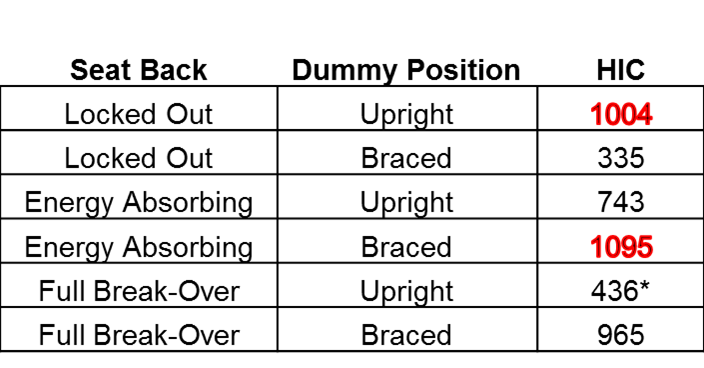 Seat Back Dummy Position HIC
Locked Out Upright 1004
Locked Out Braced 335
Energy Absorbing Upright 743
Energy Absorbing Braced 1095
Full Break-Over Upright 436*
Full Break-Over Braced 965